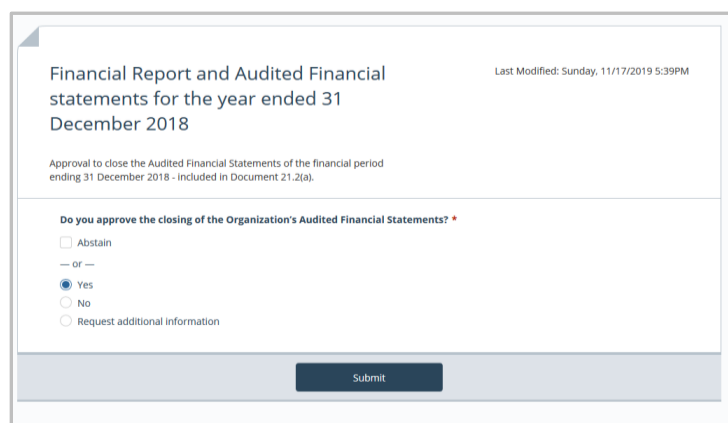 Financial Report and Audited Financial
statements for the year ended 31
December 2018
Last Modified: Sunday, 11/17/2019 5:39PM
Approval to close the Audited Financial Statements of the financial period
ending 31 December 2018 - included in Document 21.2(a).
Do you approve the closing of the Organization's Audited Financial Statements? *
Abstain
— or —
Yes
No
Request additional information
Submit